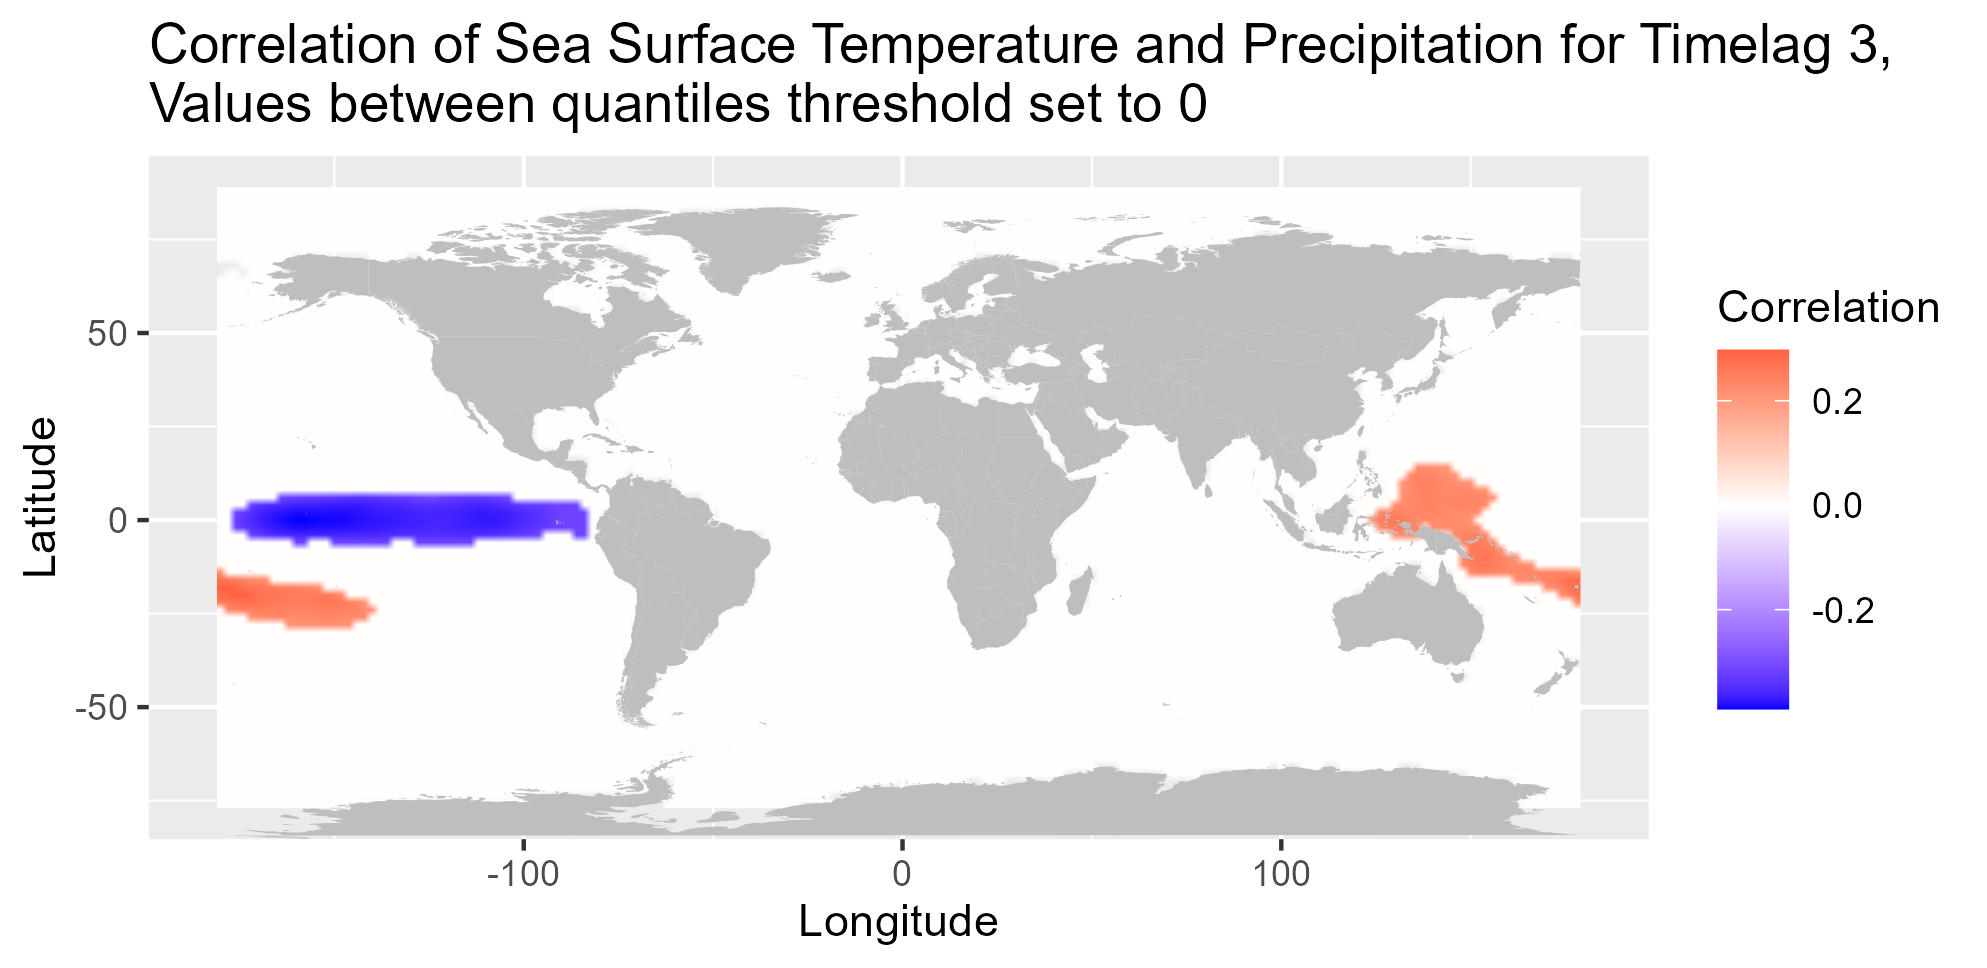 Correlation of Sea Surface Temperature and Precipitation for Timelag 3,
Values between quantiles threshold set to 0
Latitude
50
0
-50
-100
0
100
Longitude
Correlation
0.2
0.0
-0.2